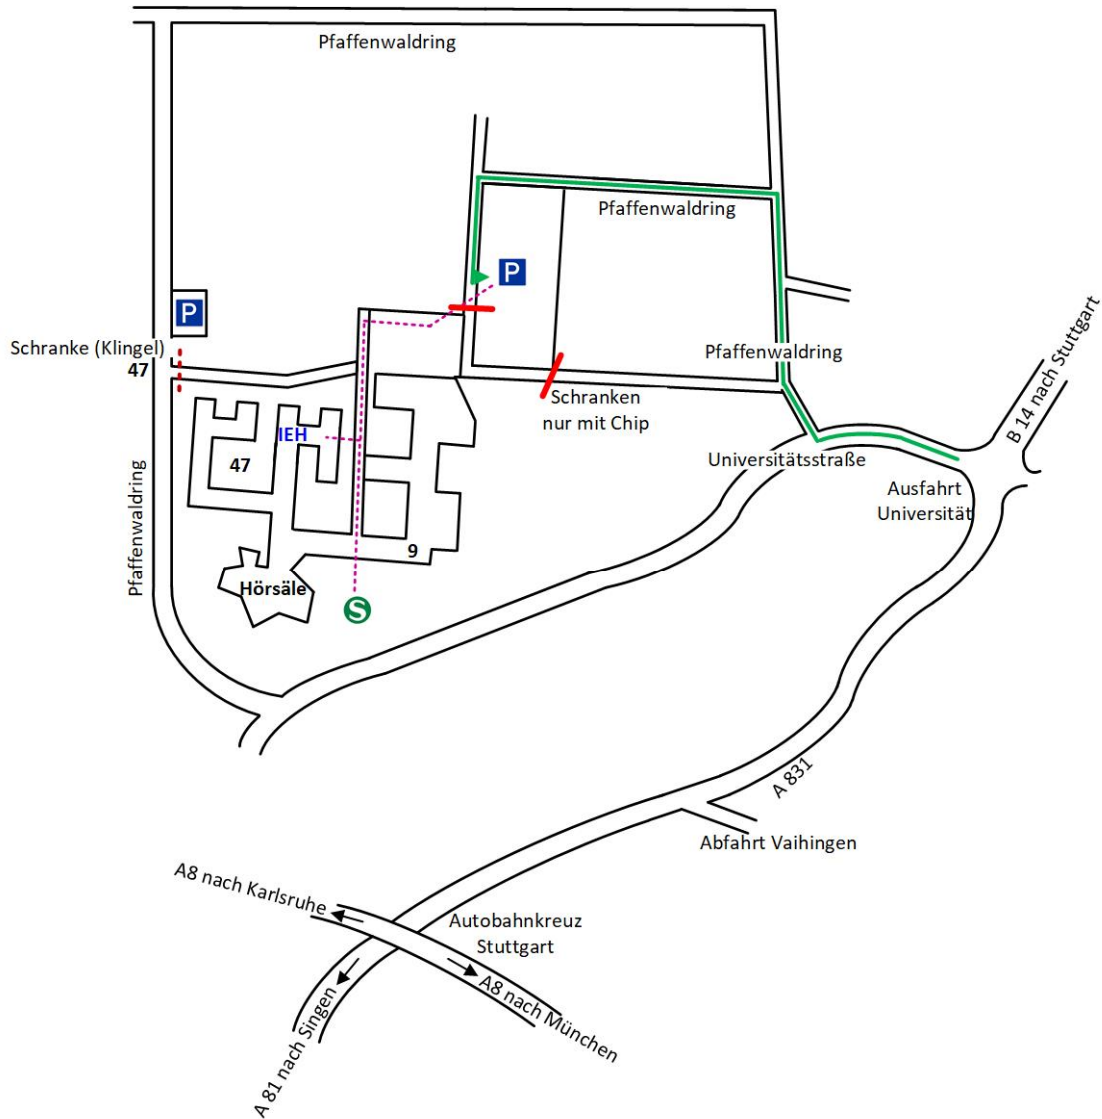 Pfaffenwaldring
Pfaffenwaldring
P
P
Schranke (Klingel)
47
Pfaffenwaldring
B 14 nach Stuttgart
Schranken
nur mit Chip
IEH
47
Universitätsstraße
Ausfahrt
Universität
Pfaffenwaldring
9
Hörsäle
S
A 831
Abfahrt Vaihingen
A8 nach Karlsruhe
Autobahnkreuz
Stuttgart
A8 nach München
A 81 nach Singen